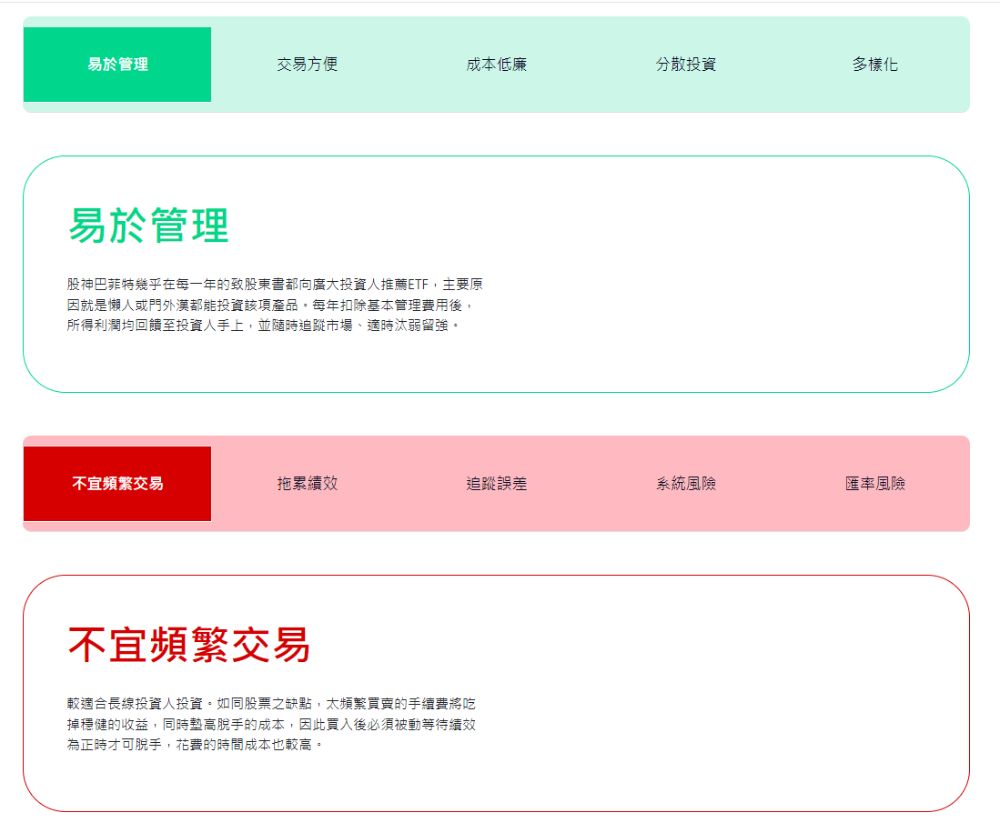 易於管理 交易方便 成本低廉 分散投資 多樣化
易於管理
股神巴菲特幾乎在每一年的致股東書都向廣大投資人推薦ETF，主要原
因就是懶人或門外漢都能投資該項產品。每年扣除基本管理費用後，
所得利潤均回饋至投資人手上，並隨時追蹤市場、適時汰弱留強。
不宜頻繁交易 拖累績效 追蹤誤差 系統風險 匯率風險
不宜頻繁交易
較適合長線投資人投資。如同股票之缺點，太頻繁買賣的手續費將吃
掉穩健的收益，同時墊高脫手的成本，因此買入後必須被動等待績效
為正時才可脫手，花費的時間成本也較高。